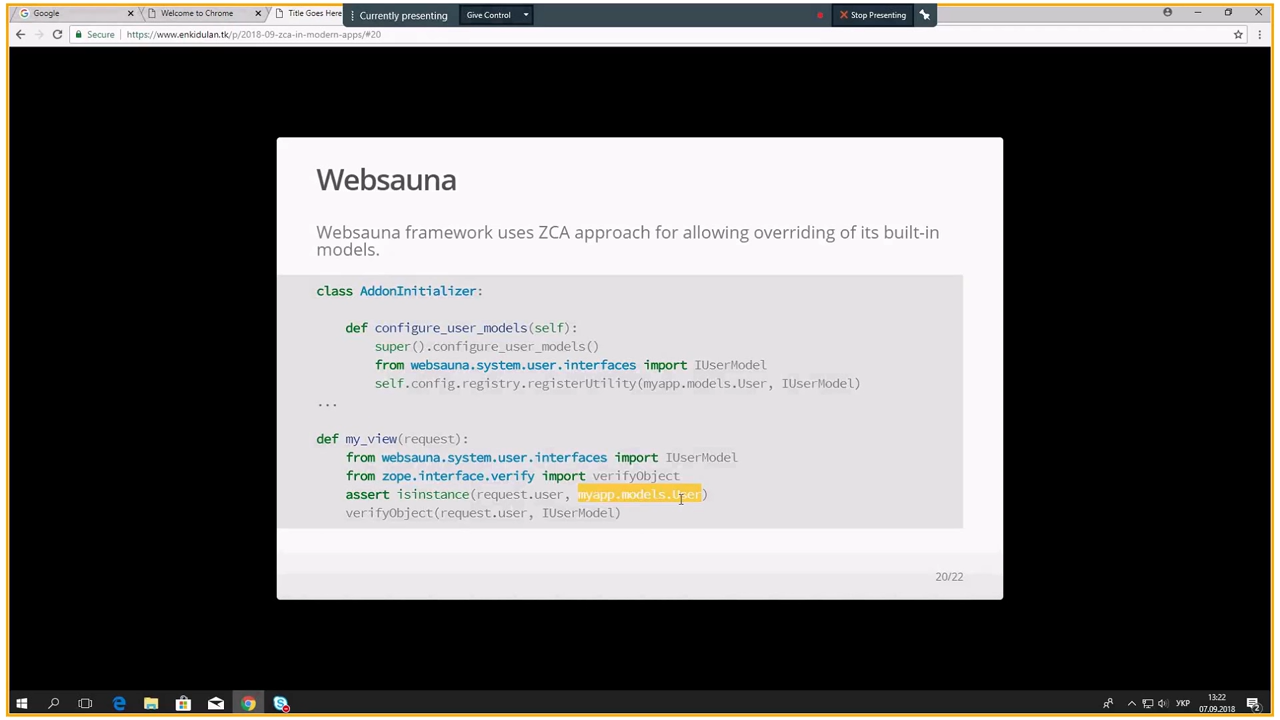 Google
Welcome to Chrome
Title Goes Here
Currently presenting
Give Control
Stop Presenting
Secure
https://www.enkidulan.tk/p/2018-09-zca-in-modern-apps/#20
Websauna
Websauna framework uses ZCA approach for allowing overriding of its built-in
models.
class AddonInitializer:
def configure_user_models(self):
super().configure_user_models()
from websauna.system.user.interfaces import IUserModel
self.config.registry.registerUtility(myapp.models.User, IUserModel)
...
def my_view(request):
from websauna.system.user.interfaces import IUserModel
from zope.interface.verify import verifyObject
assert isinstance(request.user, myapp.models.User)
verifyObject(request.user, IUserModel)
20/22
УКР
13:22
07.09.2018
2